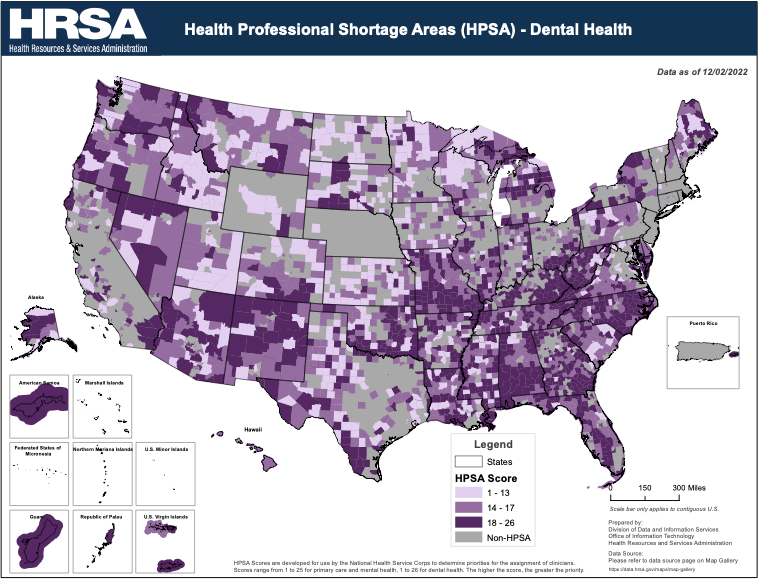 HRSA
Health Resources & Services Administration
Health Professional Shortage Areas (HPSA) - Dental Health
Data as of 12/02/2022
Alaska
American Samoa
Marshall Islands
Federated States of
Micronesia
Northern Mariana Islands
U.S. Minor Islands
Guam
Republic of Palau
U.S. Virgin Islands
Hawaii
Puerto Rico
Legend
States
HPSA Score
1 - 13
14 - 17
18 - 26
Non-HPSA
0 150 300 Miles
Scale bar only applies to contiguous U.S.
Prepared by:
Division of Data and Information Services
Office of Information Technology
Health Resources and Services Administration
Data Source:
Please refer to data source page on Map Gallery
https://data.hrsa.gov/maps/map-gallery
HPSA Scores are developed for use by the National Health Service Corps to determine priorities for the assignment of clinicians.
Scores range from 1 to 25 for primary care and mental health, 1 to 26 for dental health. The higher the score, the greater the priority.